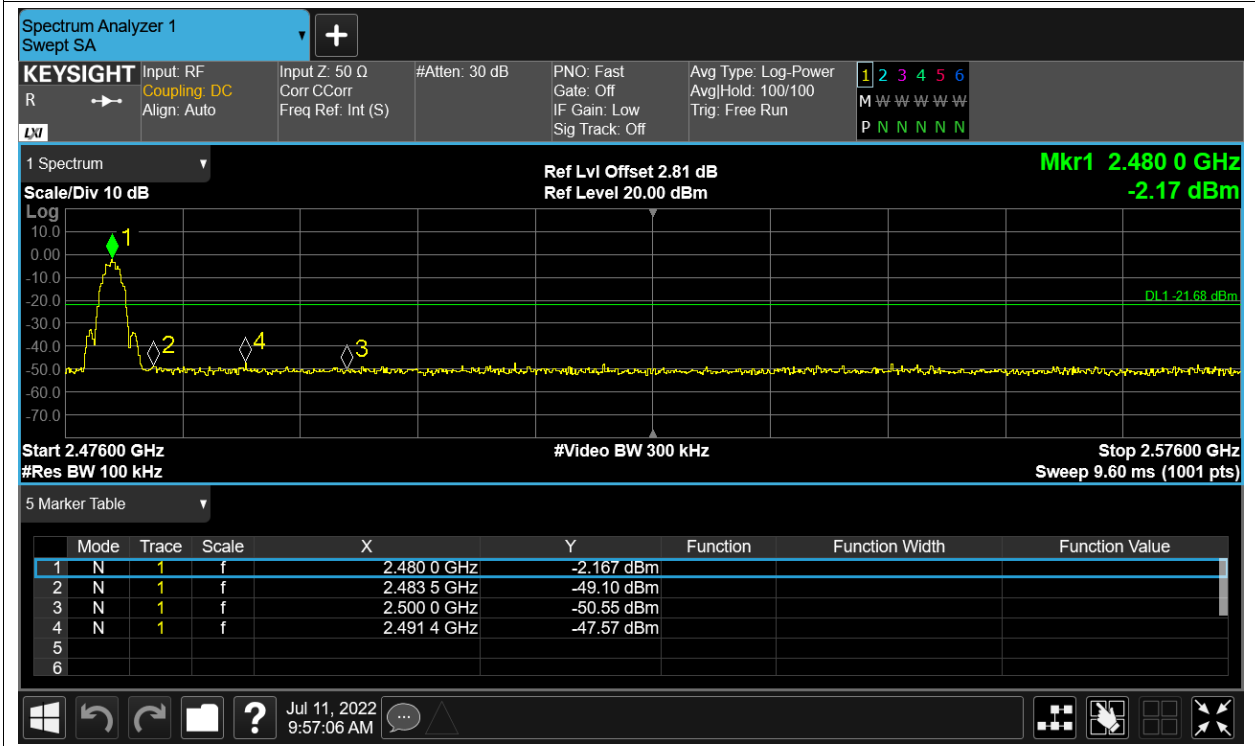 Spectrum Analyzer 1
Swept SA
+
KEYSIGHT
R
LXI
Input: RF
Coupling: DC
Align: Auto
Input Z: 50 Ω
Corr CCorr
Freq Ref: Int (S)
#Atten: 30 dB
PNO: Fast
Gate: Off
IF Gain: Low
Sig Track: Off
Avg Type: Log-Power
Avg|Hold: 100/100
Trig: Free Run
1 2 3 4 5 6
M W W W W W
P N N N N N
1 Spectrum
Scale/Div 10 dB
Ref Lvl Offset 2.81 dB
Ref Level 20.00 dBm
Mkr1 2.480 0 GHz
-2.17 dBm
Log
10.0
0.00
-10.0
-20.0
-30.0
-40.0
-50.0
-60.0
-70.0
1
2
4
3
DL1 -21.68 dBm
Start 2.47600 GHz
#Video BW 300 kHz
Stop 2.57600 GHz
#Res BW 100 kHz
Sweep 9.60 ms (1001 pts)
5 Marker Table
Mode Trace Scale X Y Function Function Width Function Value
1 N 1 f 2.480 0 GHz -2.167 dBm
2 N 1 f 2.483 5 GHz -49.10 dBm
3 N 1 f 2.500 0 GHz -50.55 dBm
4 N 1 f 2.491 4 GHz -47.57 dBm
5
6
?
Jul 11, 2022
9:57:06 AM